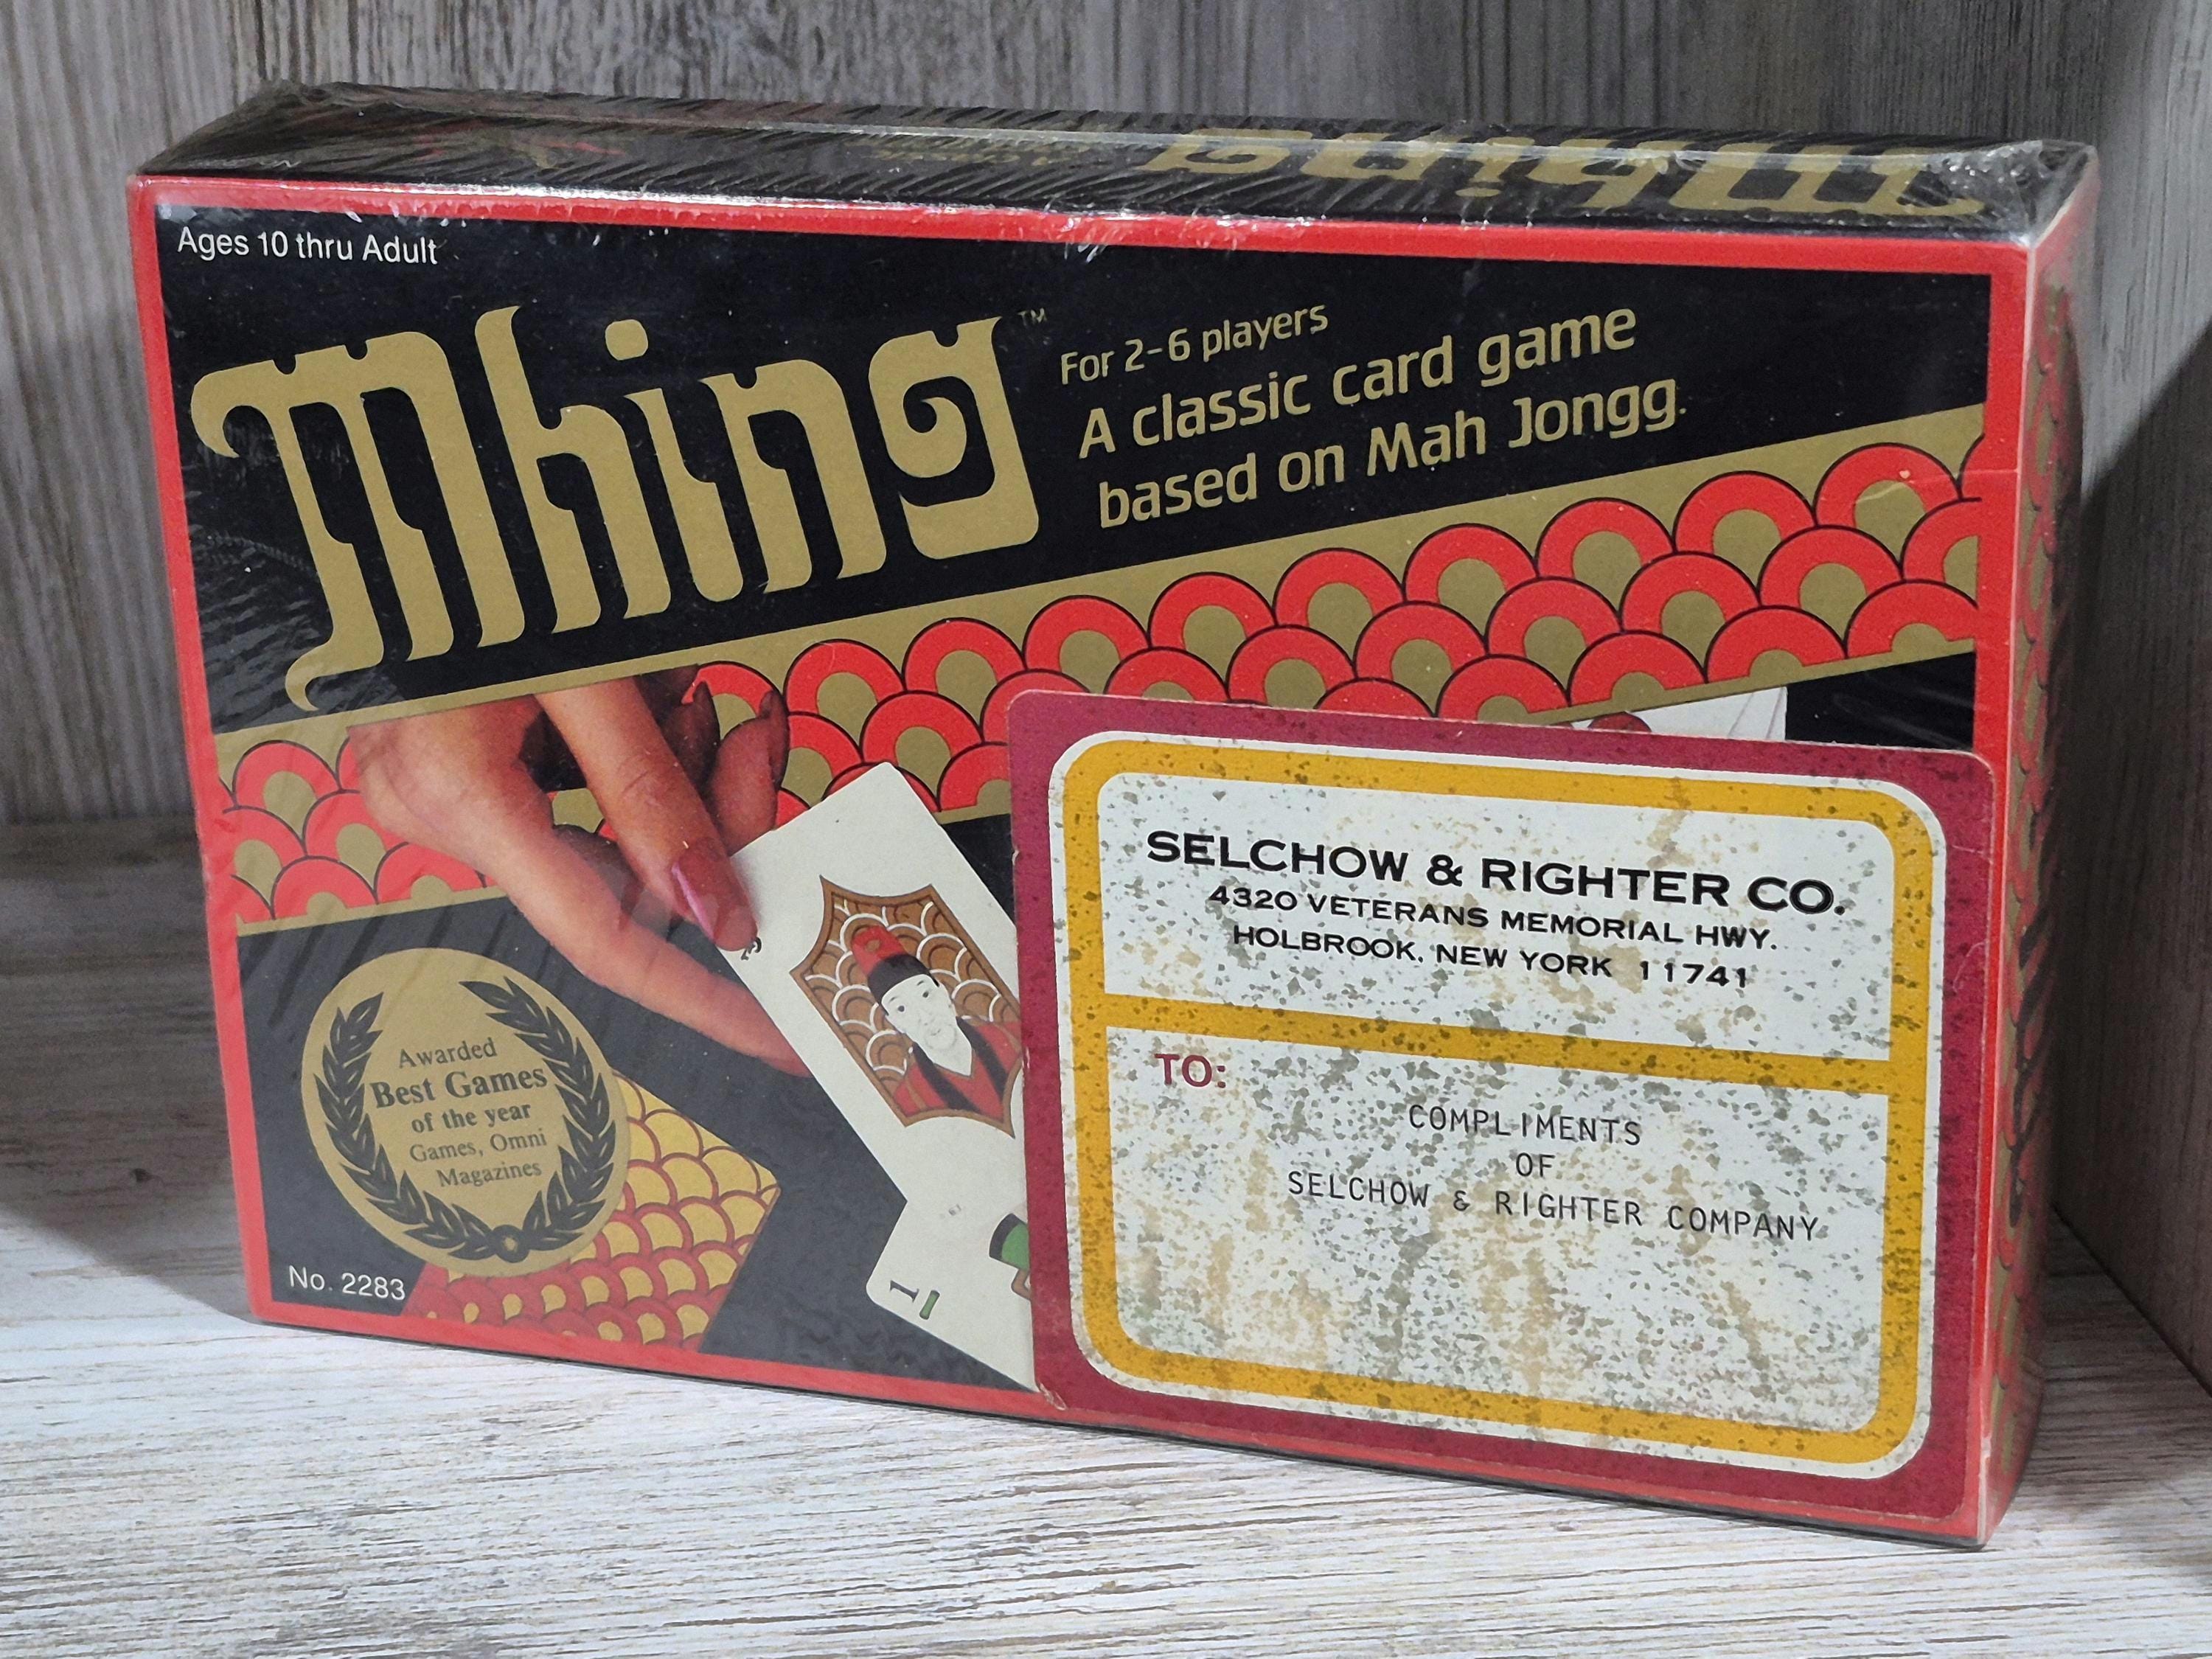 Mhing
Ages 10 thru Adult
Mhing™
For 2-6 players
A classic card game
based on Mah Jongg.
Awarded
Best Games
of the year
Games, Omni
Magazines
No. 2283
1
SELCHOW & RIGHTER CO.
4320 VETERANS MEMORIAL HWY.
HOLBROOK, NEW YORK 11741
TO:
COMPLIMENTS
OF
SELCHOW & RIGHTER COMPANY